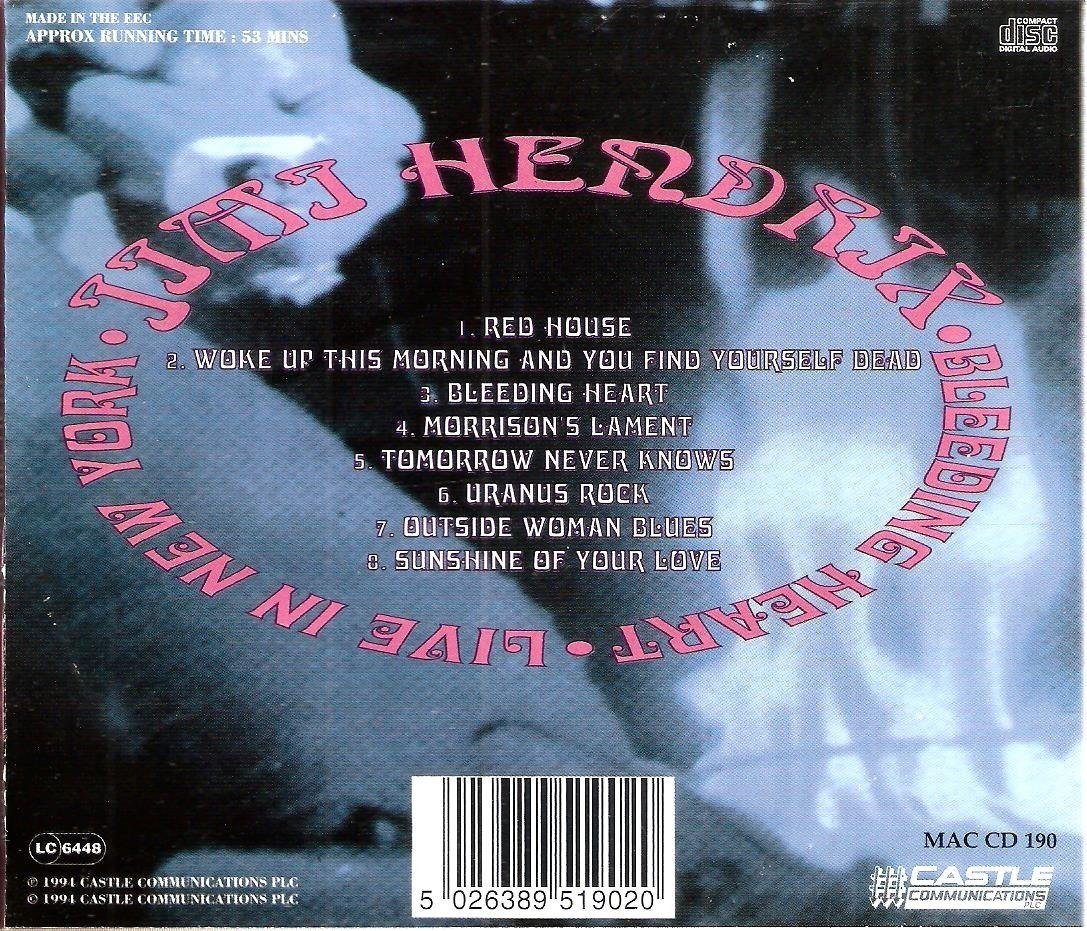 MADE IN THE EEC
APPROX RUNNING TIME : 53 MINS
COMPACT
disc
DIGITAL AUDIO
JIMI HENDRIX • BLEEDING HEART • LIVE IN NEW YORK •
1. RED HOUSE
2. WOKE UP THIS MORNING AND YOU FIND YOURSELF DEAD
3. BLEEDING HEART
4. MORRISON'S LAMENT
5. TOMORROW NEVER KNOWS
6. URANUS ROCK
7. OUTSIDE WOMAN BLUES
8. SUNSHINE OF YOUR LOVE
LC 6448
℗ 1994 CASTLE COMMUNICATIONS PLC
© 1994 CASTLE COMMUNICATIONS PLC
5 026389 519020
MAC CD 190
CASTLE
COMMUNICATIONS
PLC